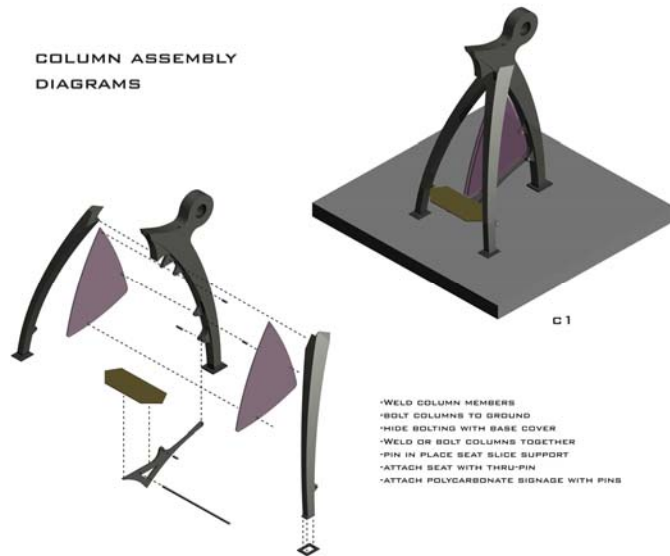 COLUMN ASSEMBLY
DIAGRAMS
C1
•WELD COLUMN MEMBERS
•BOLT COLUMNS TO GROUND
•HIDE BOLTING WITH BASE COVER
•WELD OR BOLT COLUMNS TOGETHER
•PIN IN PLACE SEAT SLICE SUPPORT
•ATTACH SEAT WITH THRU-PIN
•ATTACH POLYCARBONATE SIGNAGE WITH PINS